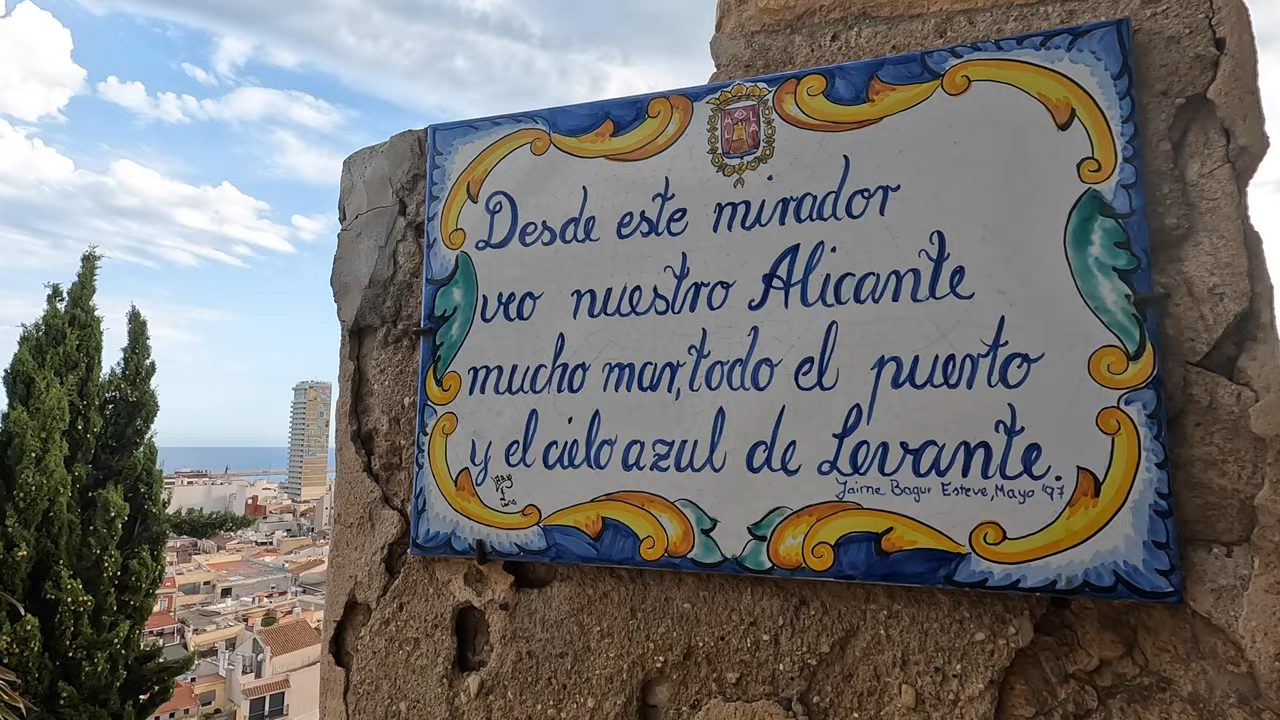 Desde este mirador
veo nuestro Alicante
mucho mar, todo el puerto
y el cielo azul de Levante.
Jaime Bagur Esteve, Mayo '97